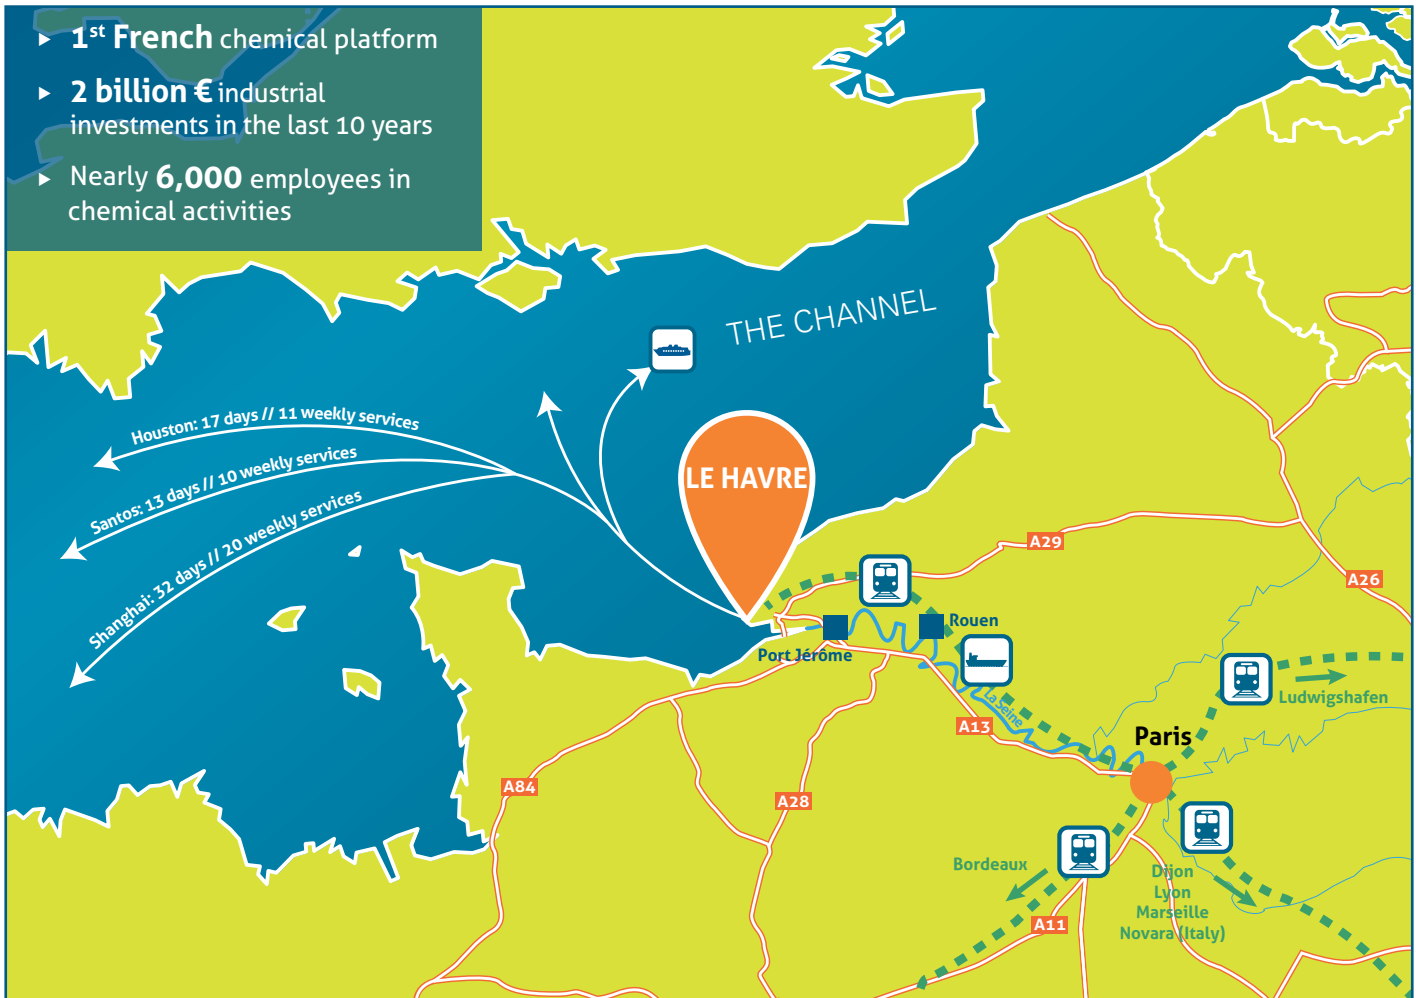 ▸ 1st French chemical platform
▸ 2 billion € industrial
investments in the last 10 years
▸ Nearly 6,000 employees in
chemical activities
THE CHANNEL
Houston: 17 days // 11 weekly services
Santos: 13 days // 10 weekly services
Shanghai: 32 days // 20 weekly services
LE HAVRE
A29
A26
Rouen
Port Jérôme
La Seine
Ludwigshafen
A13
Paris
A84
A28
Bordeaux
Dijon
Lyon
Marseille
Novara (Italy)
A11